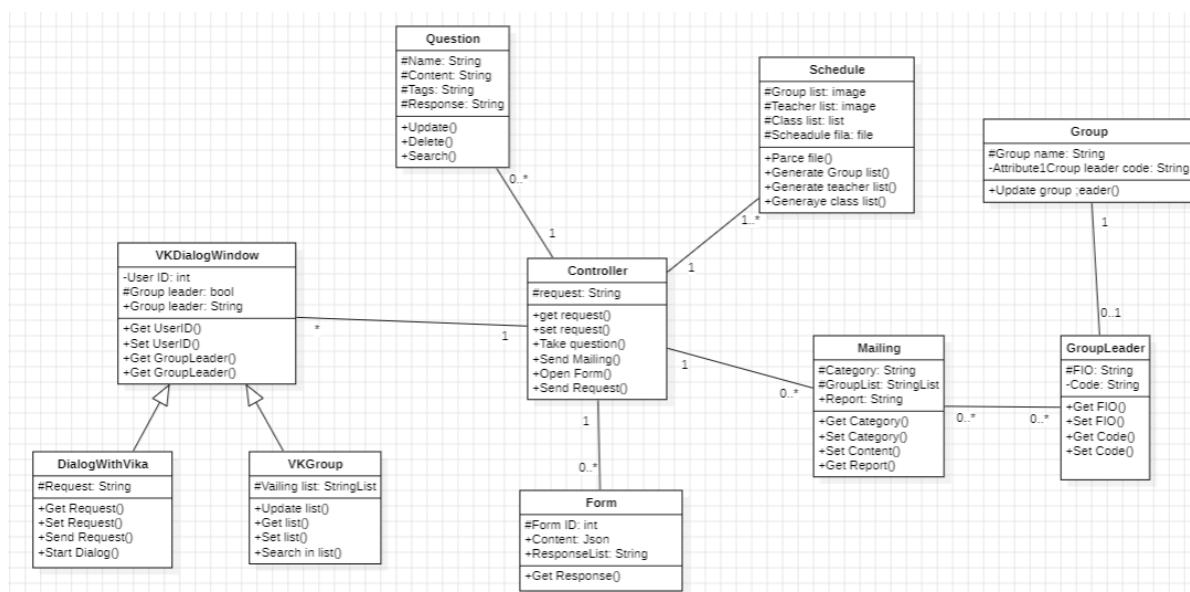 Question
#Name: String
#Content: String
#Tags: String
#Response: String
+Update()
+Delete()
+Search()
0..*
1
Schedule
#Group list: image
#Teacher list: image
#Class list: list
#Scheadule fila: file
+Parce file()
+Generate Group list()
+Generate teacher list()
+Generaye class list()
1..*
1
Group
#Group name: String
-Attribute1Croup leader code: String
+Update group ;eader()
1
0..1
VKDialogWindow
-User ID: int
#Group leader: bool
+Group leader: String
+Get UserID()
+Set UserID()
+Get GroupLeader()
+Get GroupLeader()
*
1
Controller
#request: String
+get request()
+set request()
+Take question()
+Send Mailing()
+Open Form()
+Send Request()
1
0..*
1
0..*
Mailing
#Category: String
#GroupList: StringList
+Report: String
+Get Category()
+Set Category()
+Set Content()
+Get Report()
0..*
0..*
GroupLeader
#FIO: String
-Code: String
+Get FIO()
+Set FIO()
+Get Code()
+Set Code()
DialogWithVika
#Request: String
+Get Request()
+Set Request()
+Send Request()
+Start Dialog()
VKGroup
#Vailing list: StringList
+Update list()
+Get list()
+Set list()
+Search in list()
Form
#Form ID: int
+Content: Json
+ResponseList: String
+Get Response()